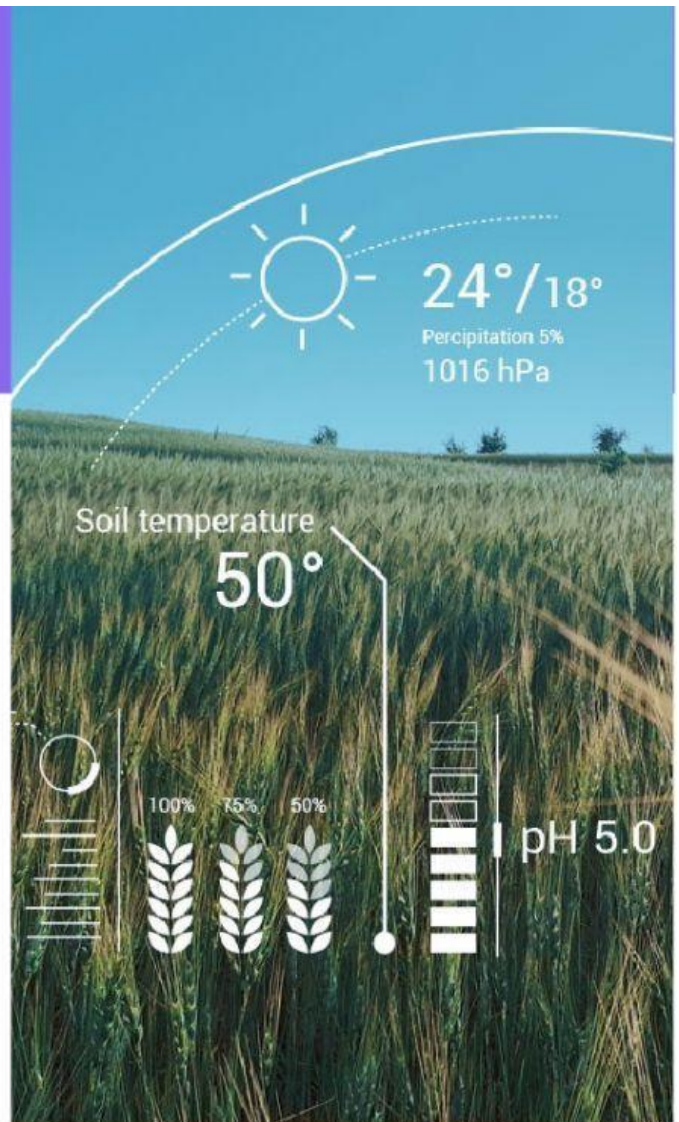 24°/18°
Percipitation 5%
1016 hPa
Soil temperature
50°
100% 75% 50%
pH 5.0